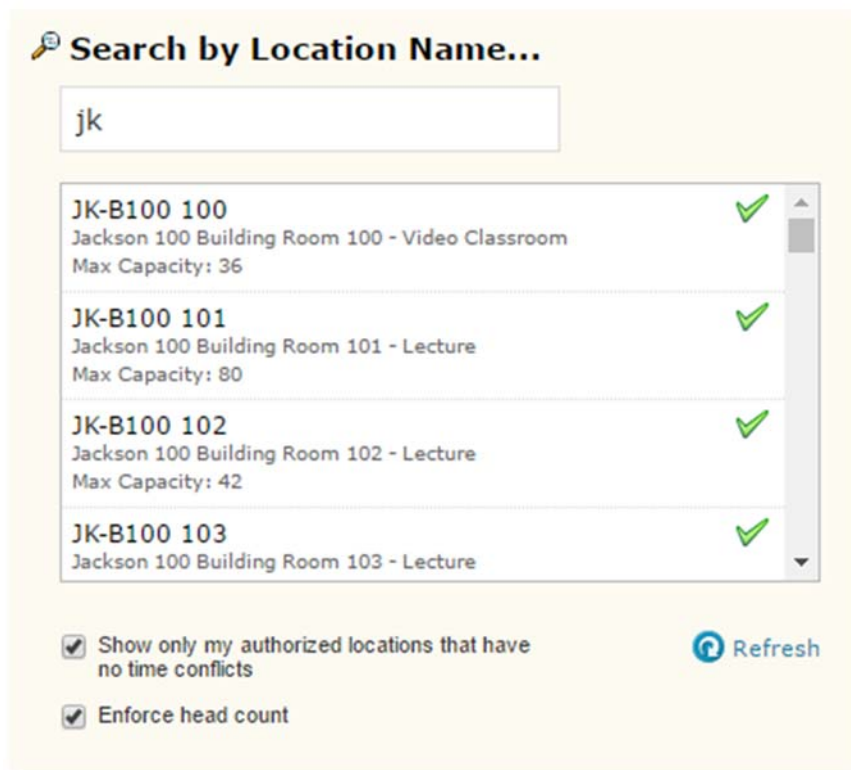 Search by Location Name...
jk
JK-B100 100
Jackson 100 Building Room 100 - Video Classroom
Max Capacity: 36
JK-B100 101
Jackson 100 Building Room 101 - Lecture
Max Capacity: 80
JK-B100 102
Jackson 100 Building Room 102 - Lecture
Max Capacity: 42
JK-B100 103
Jackson 100 Building Room 103 - Lecture
Show only my authorized locations that have
no time conflicts
Refresh
Enforce head count